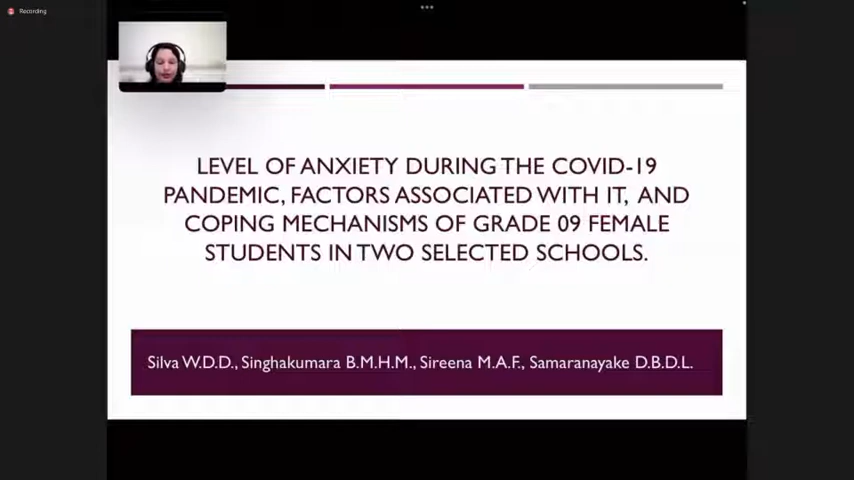 Recording
LEVEL OF ANXIETY DURING THE COVID-19
PANDEMIC, FACTORS ASSOCIATED WITH IT, AND
COPING MECHANISMS OF GRADE 09 FEMALE
STUDENTS IN TWO SELECTED SCHOOLS.
Silva W.D.D., Singhakumara B.M.H.M., Sireena M.A.F., Samaranayake D.B.D.L.